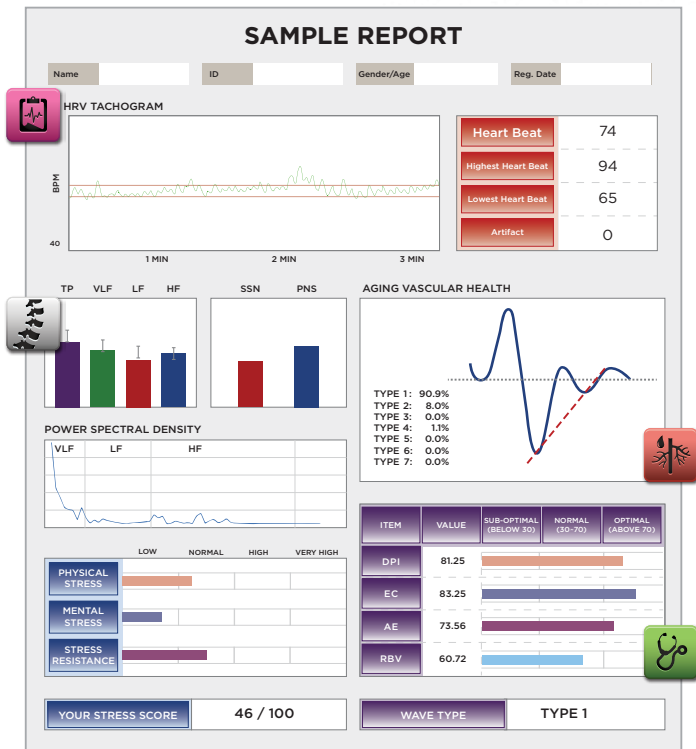 SAMPLE REPORT
Name
ID
Gender/Age
Reg. Date
HRV TACHOGRAM
BPM
40
1 MIN
2 MIN
3 MIN
Heart Beat 74
Highest Heart Beat 94
Lowest Heart Beat 65
Artifact 0
TP VLF LF HF
SSN PNS
AGING VASCULAR HEALTH
TYPE 1: 90.9%
TYPE 2: 8.0%
TYPE 3: 0.0%
TYPE 4: 1.1%
TYPE 5: 0.0%
TYPE 6: 0.0%
TYPE 7: 0.0%
POWER SPECTRAL DENSITY
VLF LF HF
LOW NORMAL HIGH VERY HIGH
PHYSICAL
STRESS
MENTAL
STRESS
STRESS
RESISTANCE
ITEM
VALUE
SUB-OPTIMAL
(BELOW 30)
NORMAL
(30-70)
OPTIMAL
(ABOVE 70)
DPI 81.25
EC 83.25
AE 73.56
RBV 60.72
YOUR STRESS SCORE 46 / 100
WAVE TYPE TYPE 1